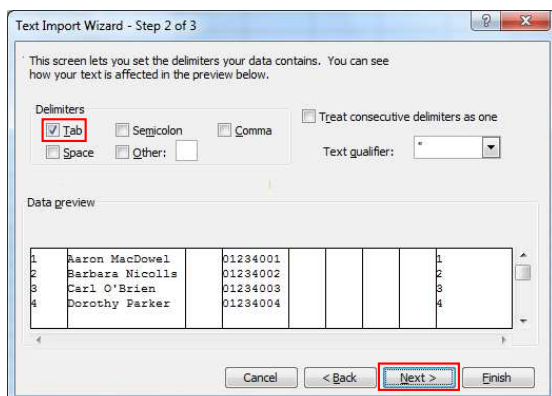 Text Import Wizard - Step 2 of 3
This screen lets you set the delimiters your data contains. You can see
how your text is affected in the preview below.
Delimiters
Tab Semicolon Comma
Space Other:
Treat consecutive delimiters as one
Text qualifier: "
Data preview
1 Aaron MacDowel 01234001 1
2 Barbara Nicolls 01234002 2
3 Carl O'Brien 01234003 3
4 Dorothy Parker 01234004 4
Cancel < Back Next > Finish